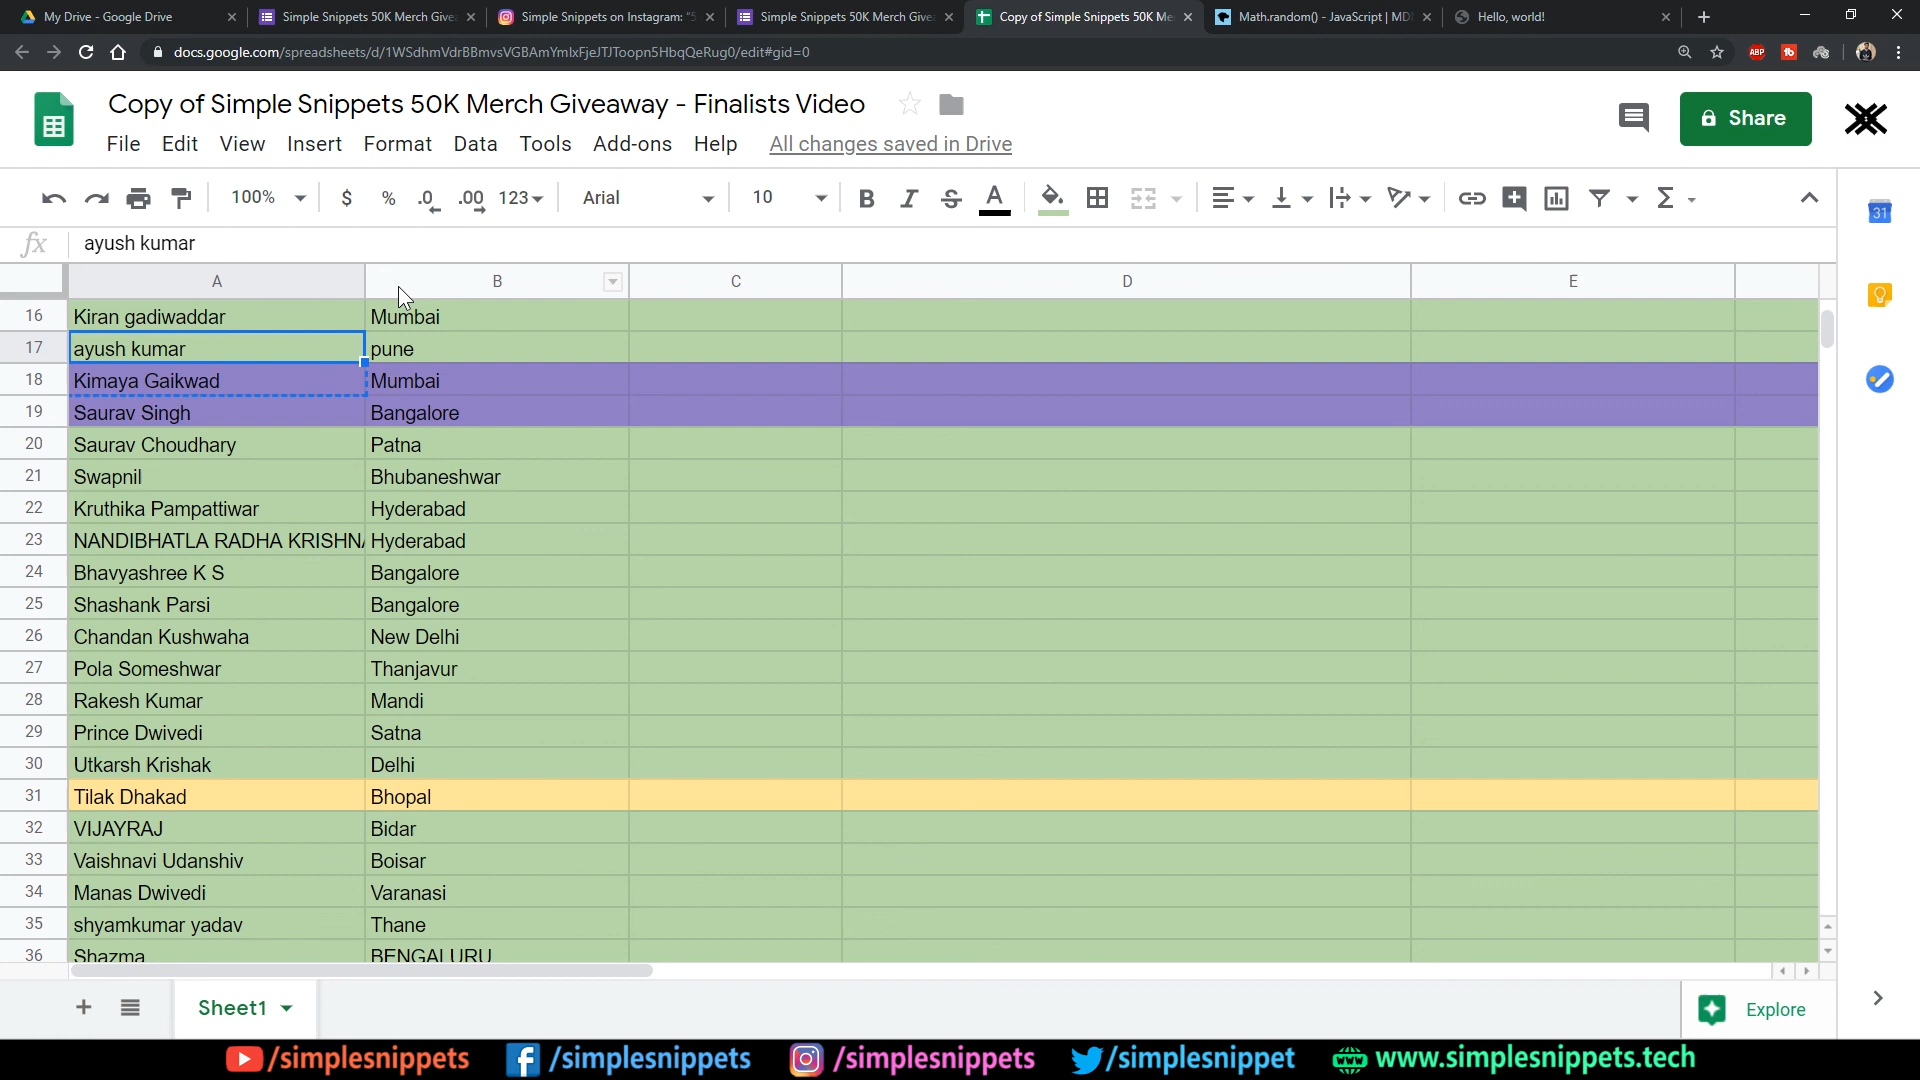 My Drive - Google Drive
Simple Snippets 50K Merch Givea
Simple Snippets on Instagram: "5
Simple Snippets 50K Merch Givea
Copy of Simple Snippets 50K Me
Math.random() - JavaScript | MD
Hello, world!
docs.google.com/spreadsheets/d/1WSdhmVdrBBmvsVGBAmYmlxFjeJTJToopn5HbqQeRug0/edit#gid=0
ABP
Copy of Simple Snippets 50K Merch Giveaway - Finalists Video
Share
File Edit View Insert Format Data Tools Add-ons Help All changes saved in Drive
100% $ % .0 .00 123 Arial 10 B I S A Σ
31
fx ayush kumar
A B C D E
16 Kiran gadiwaddar Mumbai
17 ayush kumar pune
18 Kimaya Gaikwad Mumbai
19 Saurav Singh Bangalore
20 Saurav Choudhary Patna
21 Swapnil Bhubaneshwar
22 Kruthika Pampattiwar Hyderabad
23 NANDIBHATLA RADHA KRISHNA Hyderabad
24 Bhavyashree K S Bangalore
25 Shashank Parsi Bangalore
26 Chandan Kushwaha New Delhi
27 Pola Someshwar Thanjavur
28 Rakesh Kumar Mandi
29 Prince Dwivedi Satna
30 Utkarsh Krishak Delhi
31 Tilak Dhakad Bhopal
32 VIJAYRAJ Bidar
33 Vaishnavi Udanshiv Boisar
34 Manas Dwivedi Varanasi
35 shyamkumar yadav Thane
36 Shazma BENGALURU
Sheet1
Explore
/simplesnippets /simplesnippets /simplesnippets /simplesnippet www.simplesnippets.tech